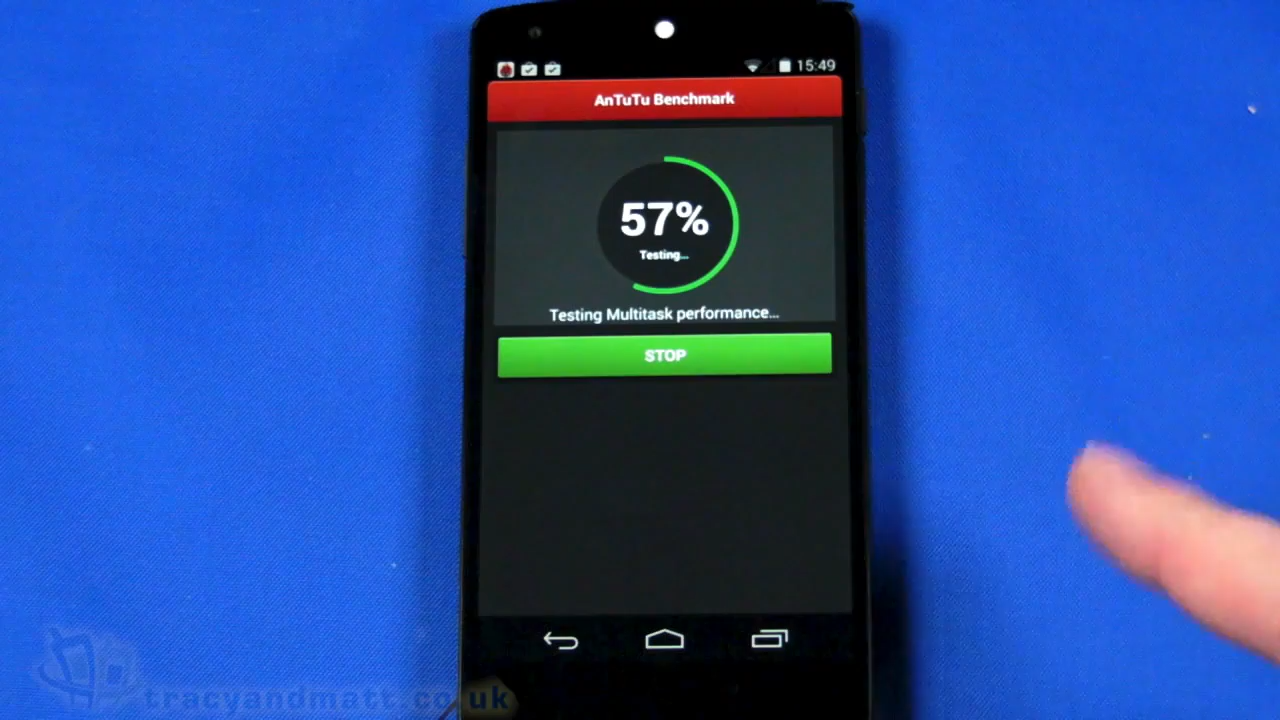 15:49
AnTuTu Benchmark
57%
Testing...
Testing Multitask performance...
STOP
tracyandmatt.co.uk